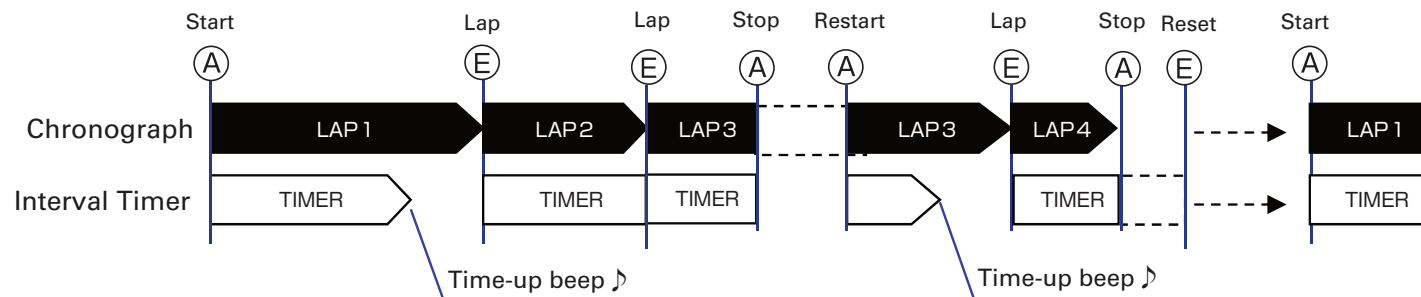 Start Lap Lap Stop Restart Lap Stop Reset Start
A E E A A E A E A
Chronograph LAP1 LAP2 LAP3 LAP3 LAP4 LAP1
Interval Timer TIMER TIMER TIMER TIMER TIMER
Time-up beep ♪ Time-up beep ♪